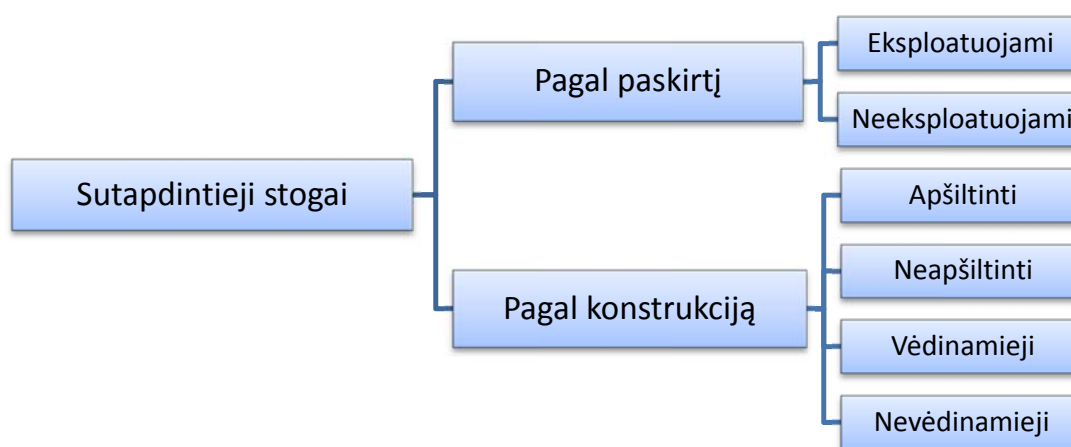 Sutapdintieji stogai
Pagal paskirtį
Eksploatuojami
Neeksploatuojami
Pagal konstrukciją
Apšiltinti
Neapšiltinti
Vėdinamieji
Nevėdinamieji